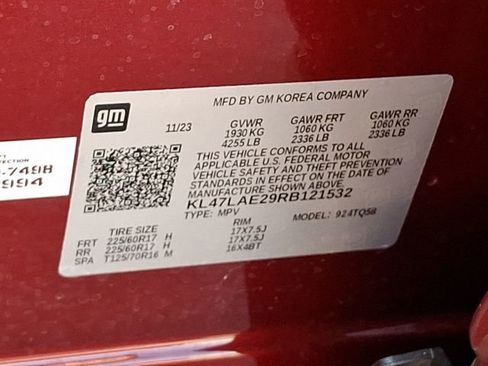 gm
MFD BY GM KOREA COMPANY
11/23 GVWR GAWR FRT GAWR RR
1930 KG 1060 KG 1060 KG
4255 LB 2336 LB 2336 LB
THIS VEHICLE CONFORMS TO ALL
APPLICABLE U.S. FEDERAL MOTOR
VEHICLE SAFETY AND THEFT PREVENTION
STANDARDS IN EFFECT ON THE DATE OF
MANUFACTURE SHOWN ABOVE.
KL47LAE29RB121532
TYPE: MPV MODEL: 924TQ58
TIRE SIZE RIM
FRT 225/60R17 H 17X7.5J
RR 225/60R17 H 17X7.5J
SPA T125/70R16 M 16X4BT
-749B
9994